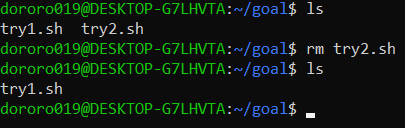 dororo019@DESKTOP-G7LHVTA:~/goal$ ls
try1.sh  try2.sh
dororo019@DESKTOP-G7LHVTA:~/goal$ rm try2.sh
dororo019@DESKTOP-G7LHVTA:~/goal$ ls
try1.sh
dororo019@DESKTOP-G7LHVTA:~/goal$